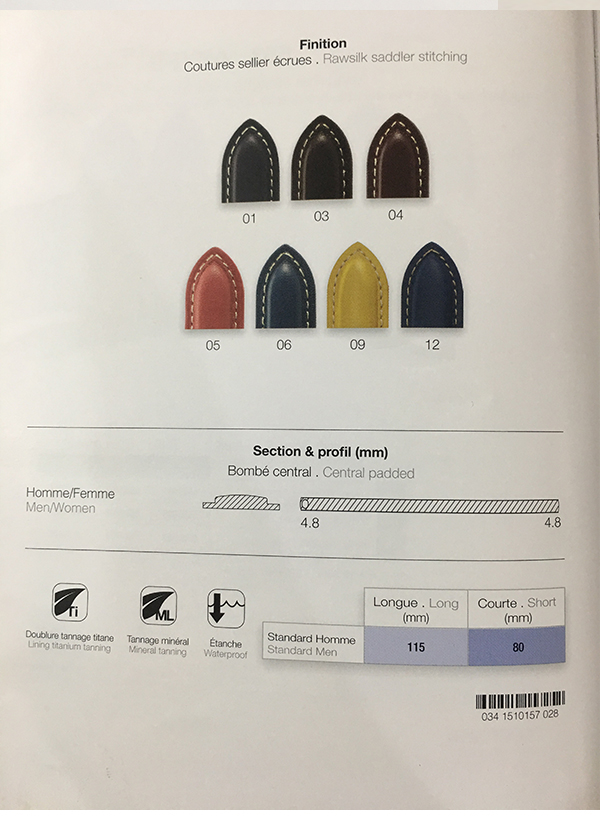 Finition
Coutures sellier écrues . Rawsilk saddler stitching
01 03 04
05 06 09 12
Section & profil (mm)
Bombé central . Central padded
Homme/Femme
Men/Women
4.8 4.8
Ti
ML
Doublure tannage titane
Lining titanium tanning
Tannage minéral
Mineral tanning
Étanche
Waterproof
Longue . Long
(mm)
Courte . Short
(mm)
Standard Homme
Standard Men
115
80
034 1510157 028